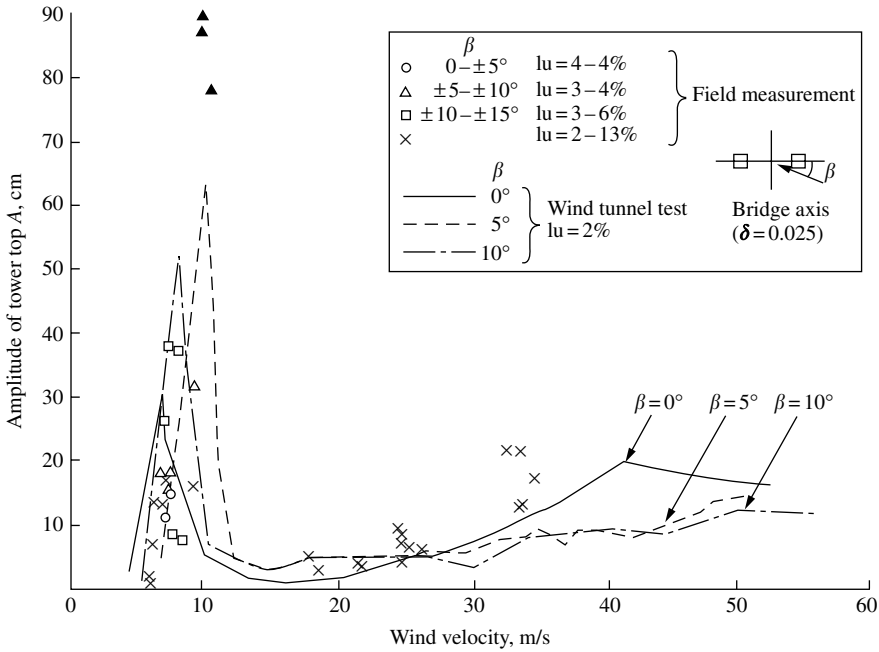 90
80
70
60
50
40
30
20
10
0
10
20
30
40
50
60
Amplitude of tower top A, cm
Wind velocity, m/s
β
0–±5° lu = 4–4%
±5–±10° lu = 3–4%
±10–±15° lu = 3–6%
lu = 2–13%
Field measurement
β
0°
5°
10°
Wind tunnel test
lu = 2%
β
Bridge axis
(δ = 0.025)
β = 0°
β = 5°
β = 10°